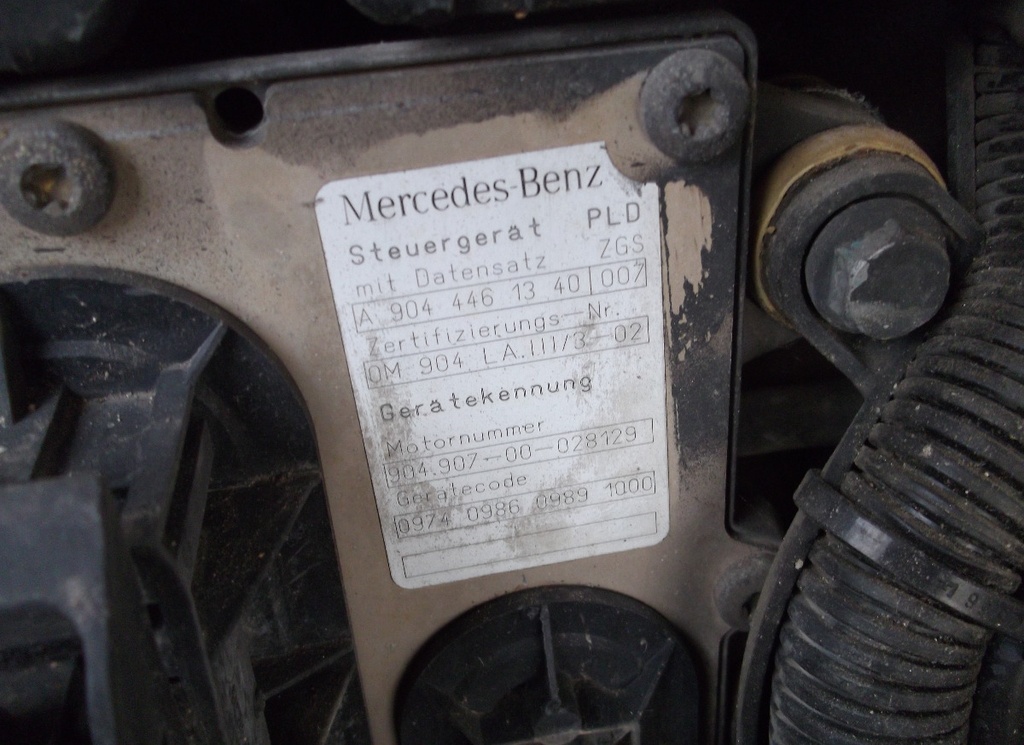 Mercedes-Benz
Steuergerät PLD
mit Datensatz ZGS
A 904 446 13 40 007
Zertifizierungs-Nr.
OM 904 LA.III/3-02
Gerätekennung
Motornummer
904.907-00-028129
Gerätecode
0974 0986 0989 1000
19